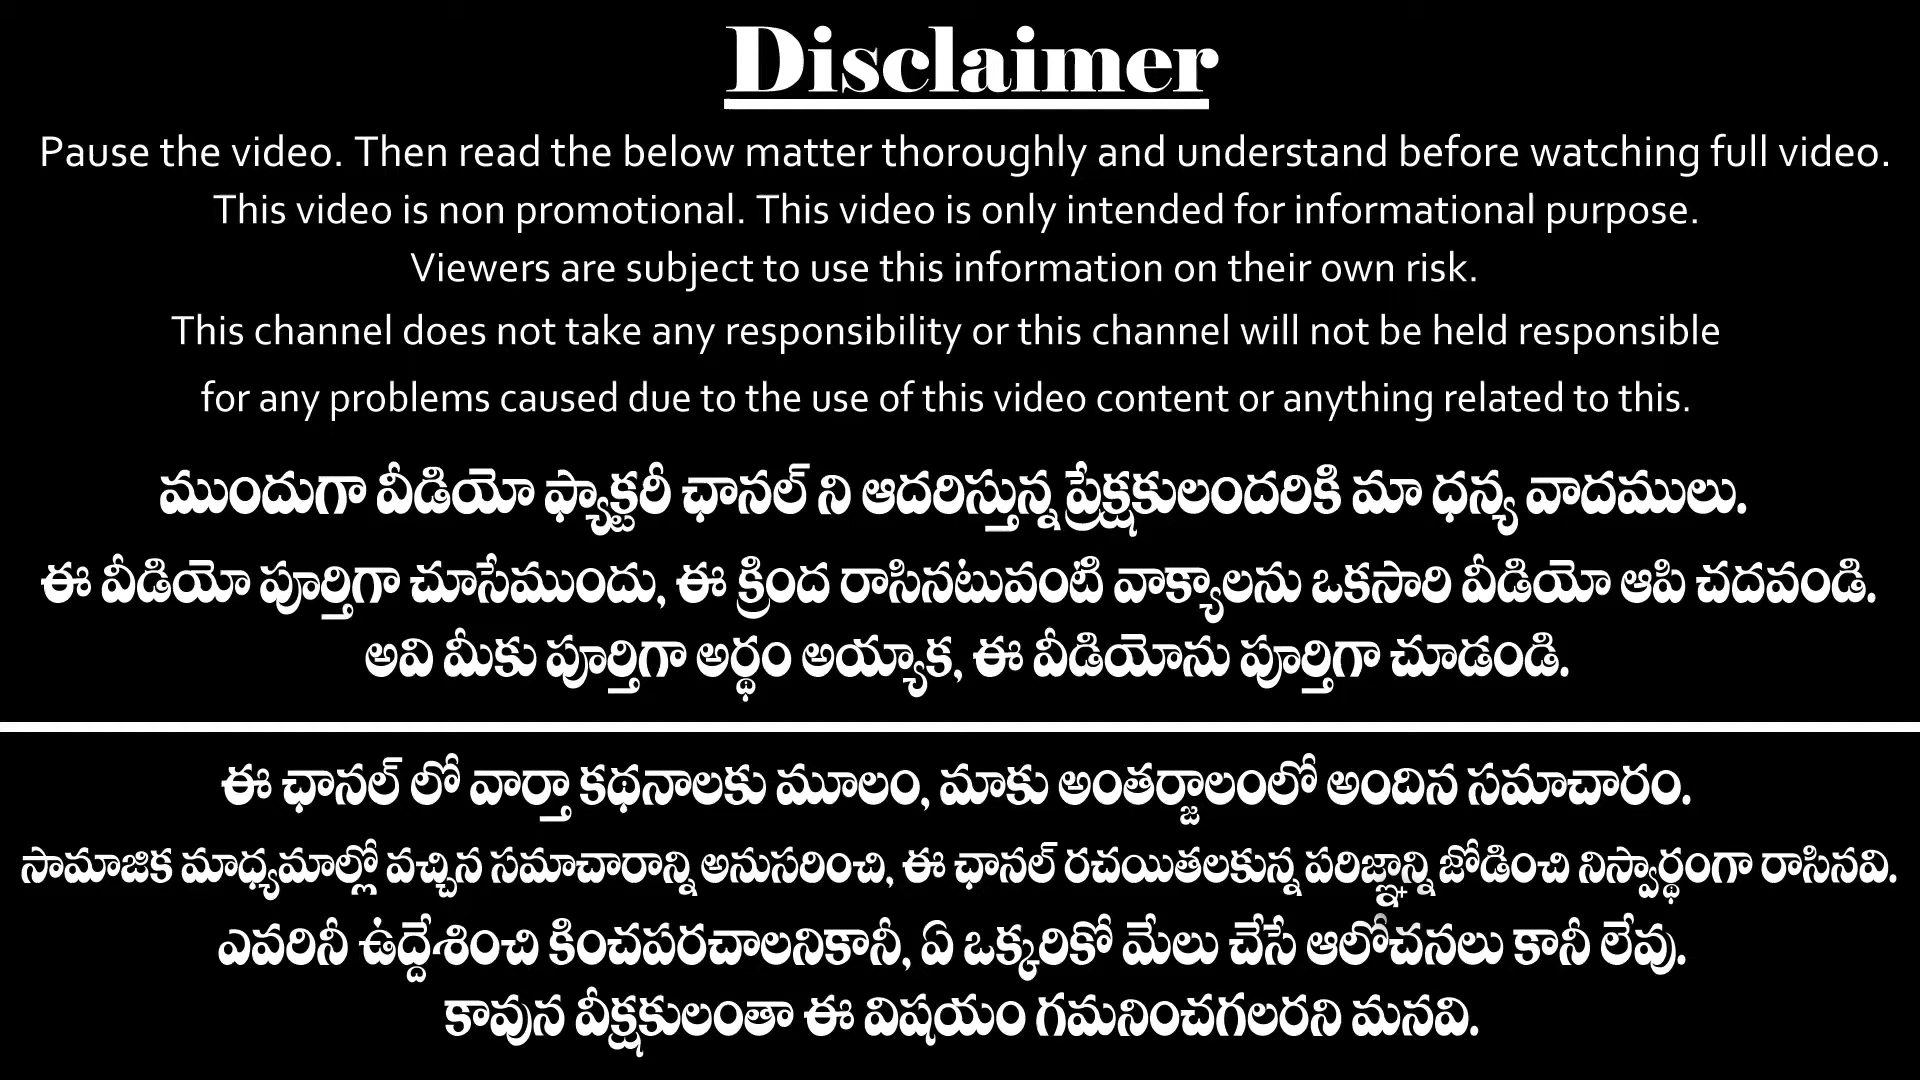 Disclaimer
Pause the video. Then read the below matter thoroughly and understand before watching full video.
This video is non promotional. This video is only intended for informational purpose.
Viewers are subject to use this information on their own risk.
This channel does not take any responsibility or this channel will not be held responsible
for any problems caused due to the use of this video content or anything related to this.
ముందుగా వీడియో ఫ్యాక్టరీ ఛానల్ ని ఆదరిస్తున్న ప్రేక్షకులందరికి మా ధన్య వాదములు.
ఈ వీడియో పూర్తిగా చూసేముందు, ఈ క్రింద రాసినటువంటి వాక్యాలను ఒకసారి వీడియో ఆపి చదవండి.
అవి మీకు పూర్తిగా అర్థం అయ్యాక, ఈ వీడియోను పూర్తిగా చూడండి.
ఈ ఛానల్ లో వార్తా కథనాలకు మూలం, మాకు అంతర్జాలంలో అందిన సమాచారం.
సామాజిక మాధ్యమాల్లో వచ్చిన సమాచారాన్ని అనుసరించి, ఈ ఛానల్ రచయితలకున్న పరిజ్ఞాన్ని జోడించి నిస్వార్థంగా రాసినవి.
ఎవరినీ ఉద్దేశించి కించపరచాలనికానీ, ఏ ఒక్కరికో మేలు చేసే ఆలోచనలు కానీ లేవు.
కావున వీక్షకులంతా ఈ విషయం గమనించగలరని మనవి.